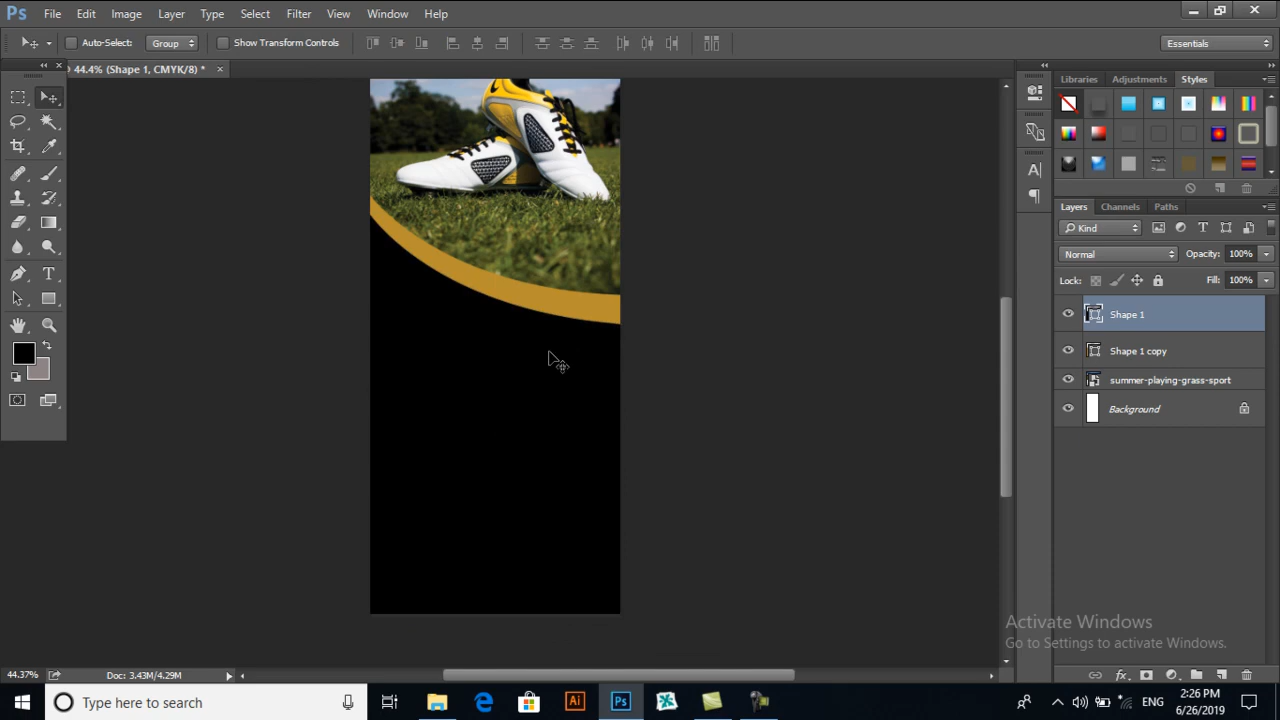 Ps File Edit Image Layer Type Select Filter View Window Help
Auto-Select: Group Show Transform Controls Essentials
44.4% (Shape 1, CMYK/8) *
Libraries Adjustments Styles
Layers Channels Paths
Kind
Normal Opacity: 100%
Lock: Fill: 100%
Shape 1
Shape 1 copy
summer-playing-grass-sport
Background
Activate Windows
Go to Settings to activate Windows.
44.37% Doc: 3.43M/4.29M
Type here to search
Ai Ps
ENG
2:26 PM
6/26/2019